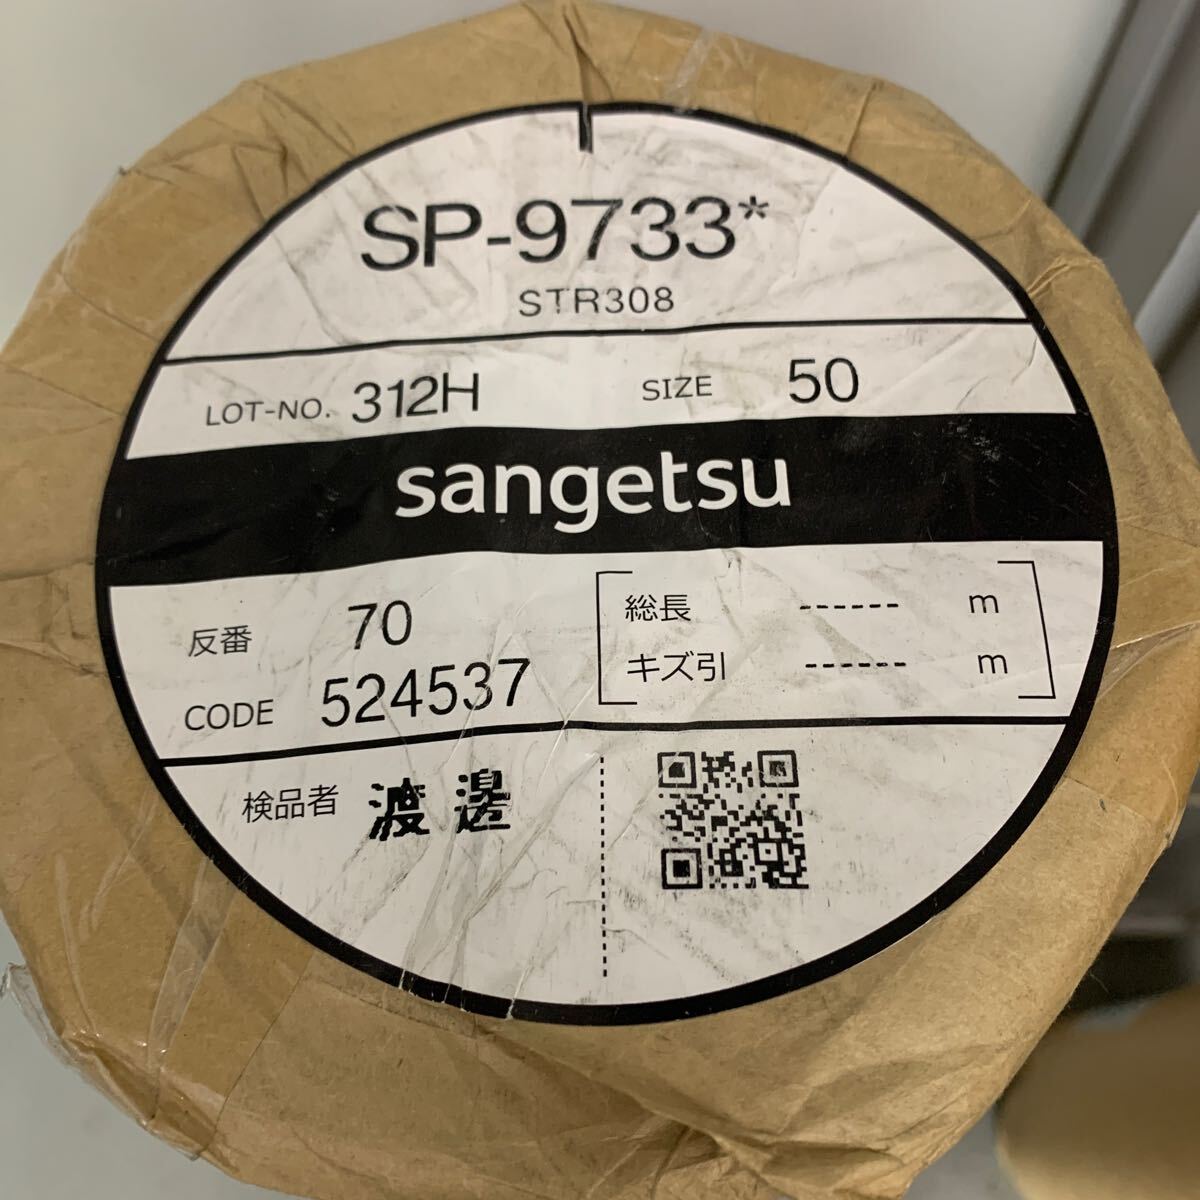 SP-9733*
STR308
LOT-NO. 312H SIZE 50
sangetsu
反番 70
CODE 524537
総長 ------ m
キズ引 ------ m
検品者 渡邊